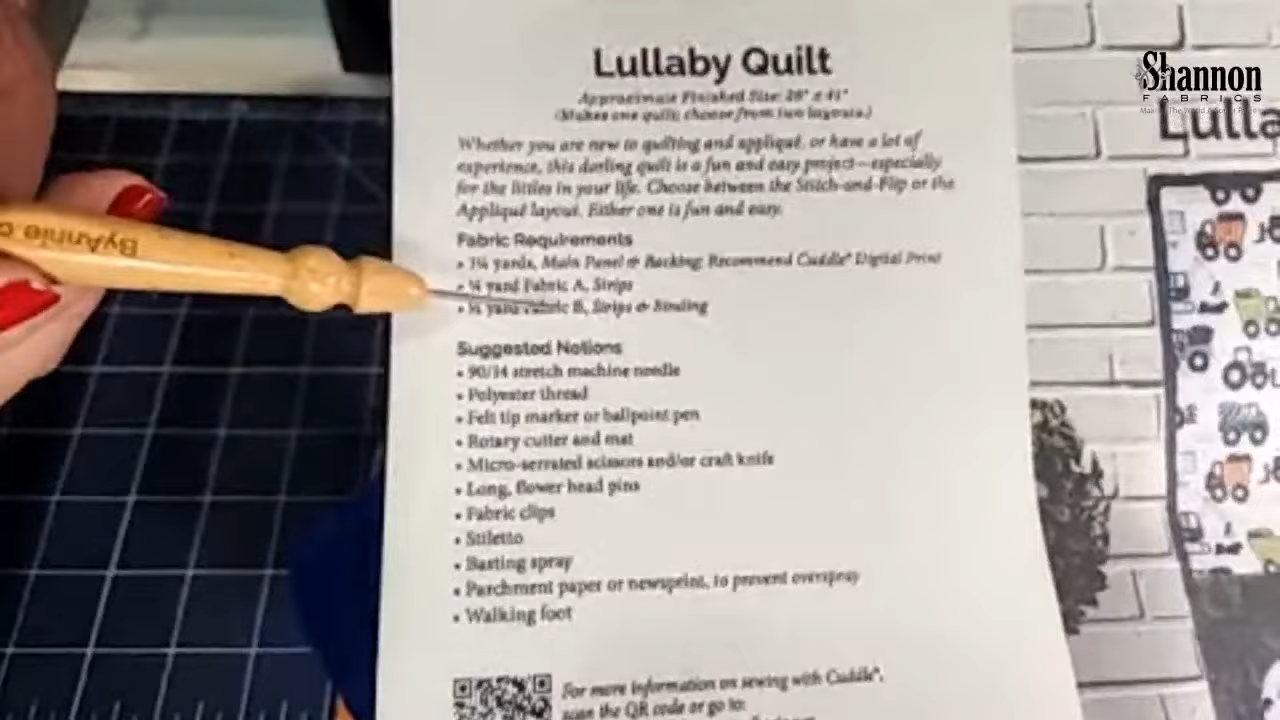 Lullaby Quilt
Approximate Finished Size: 28" x 41"
(Makes one quilt; choose from two layouts.)
Whether you are new to quilting and appliqué, or have a lot of
experience, this darling quilt is a fun and easy project—especially
for the littles in your life. Choose between the Stitch-and-Flip or the
Appliqué layout. Either one is fun and easy.
Fabric Requirements
yards, Main Panel & Backing: Recommend Cuddle® Digital Print
yard Fabric A, Strips
yard Fabric B, Strips & Binding
Suggested Notions
• 90/14 stretch machine needle
• Polyester thread
• Felt tip marker or ballpoint pen
• Rotary cutter and mat
• Micro-serrated scissors and/or craft knife
• Long, flower head pins
• Fabric clips
• Stiletto
• Basting spray
• Parchment paper or newsprint, to prevent overspray
• Walking foot
For more information on sewing with Cuddle®,
scan the QR code or go to:
ByAnnie
Shannon
FABRICS
Lulla